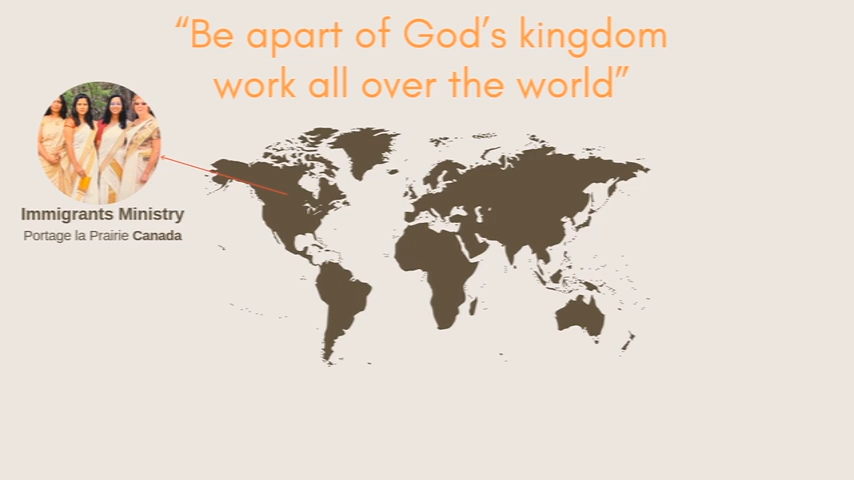 “Be apart of God’s kingdom
work all over the world”
Immigrants Ministry
Portage la Prairie Canada